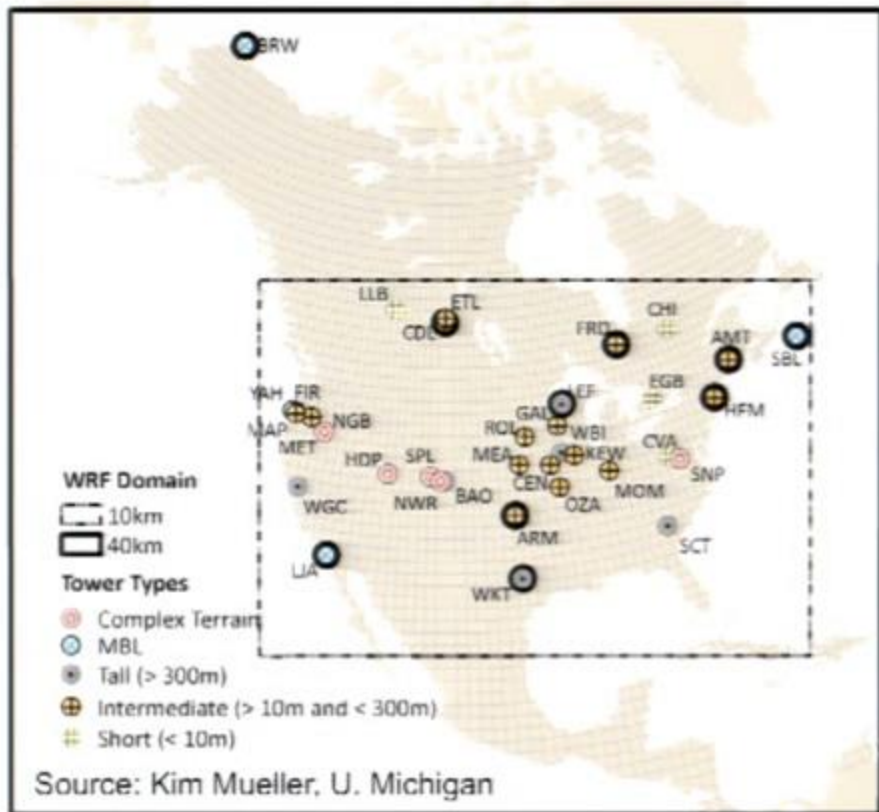 BRW
LLB
ETL
CDL
FRD
CHI
AMT
SBL
YAH FIR
EGB
LEF
HFM
MAP
NGB
GAL
MET
ROL
WBI
HDP
SPL
MEA
KEW
CVA
SNP
WGC
NWR
BAO
CEN
OZA
MOM
ARM
SCT
LJA
WKT
WRF Domain
10km
40km
Tower Types
Complex Terrain
MBL
Tall (> 300m)
Intermediate (> 10m and < 300m)
Short (< 10m)
Source: Kim Mueller, U. Michigan